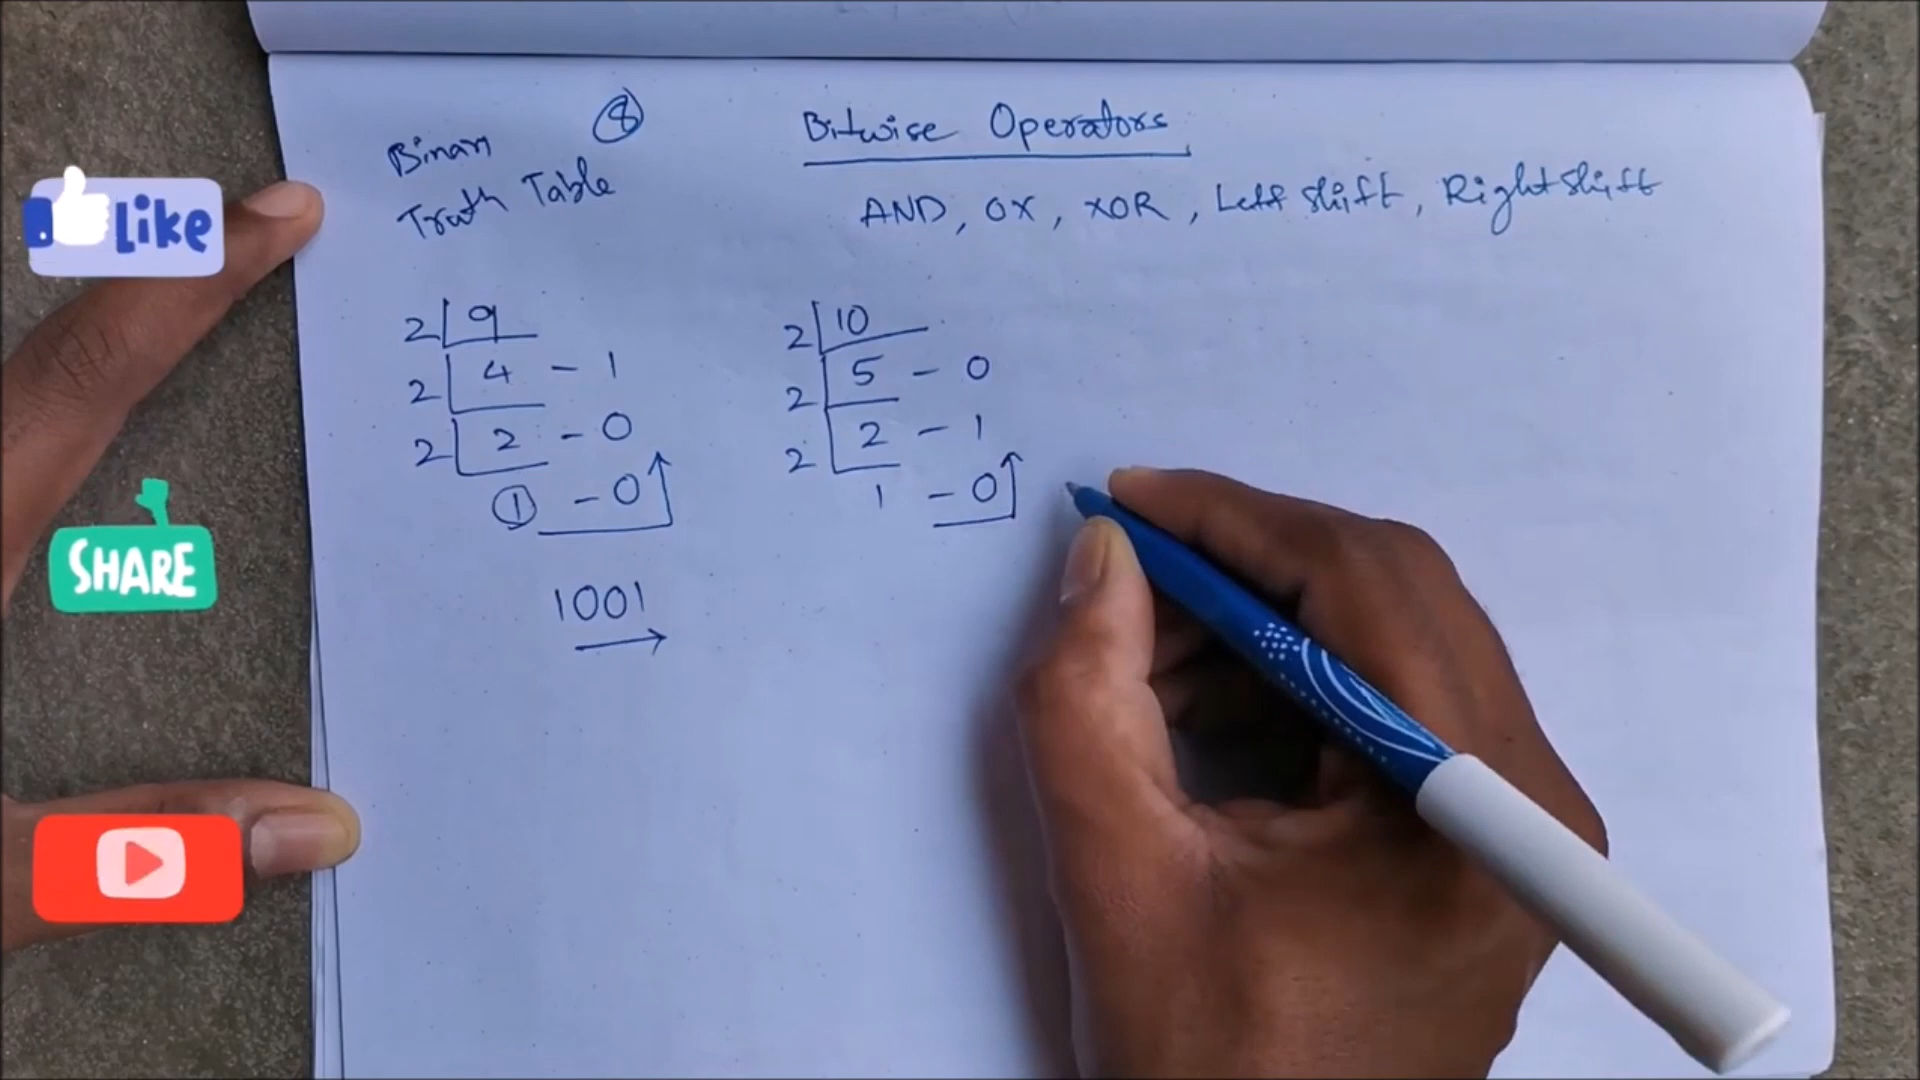 Like
SHARE
8
Binary
Truth Table
Bitwise Operators
AND, OR, XOR, Left shift, Right shift
2 9
2 4 - 1
2 2 - 0
1 - 0
1001
2 10
2 5 - 0
2 2 - 1
1 - 0